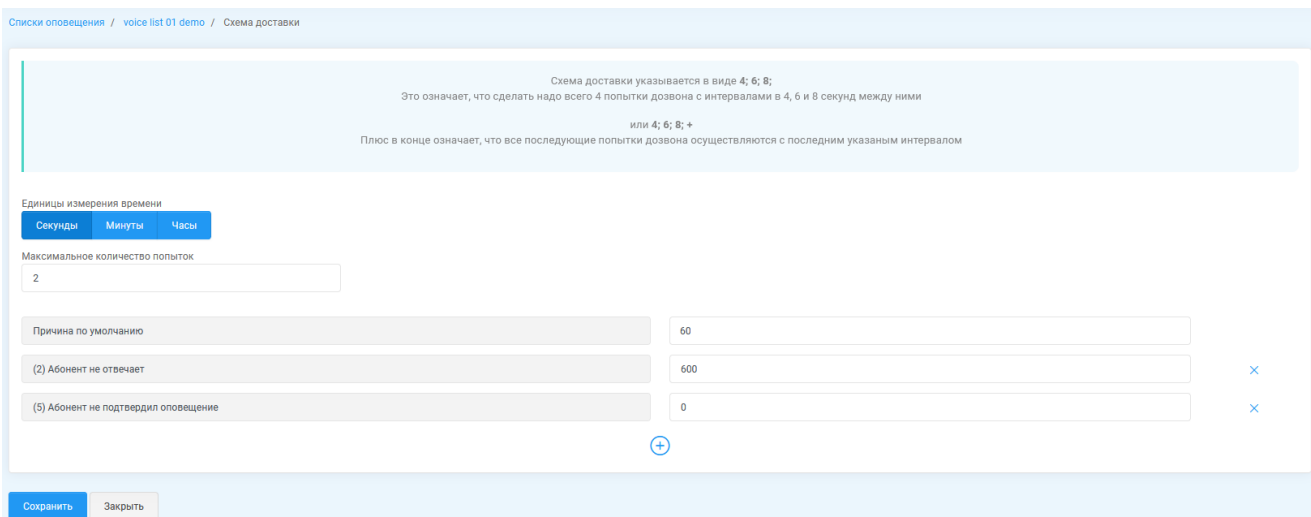 Списки оповещения / voice list 01 demo / Схема доставки
Схема доставки указывается в виде 4; 6; 8;
Это означает, что сделать надо всего 4 попытки дозвона с интервалами в 4, 6 и 8 секунд между ними
или 4; 6; 8; +
Плюс в конце означает, что все последующие попытки дозвона осуществляются с последним указаным интервалом
Единицы измерения времени
Секунды Минуты Часы
Максимальное количество попыток
2
Причина по умолчанию 60
(2) Абонент не отвечает 600
(5) Абонент не подтвердил оповещение 0
Сохранить Закрыть